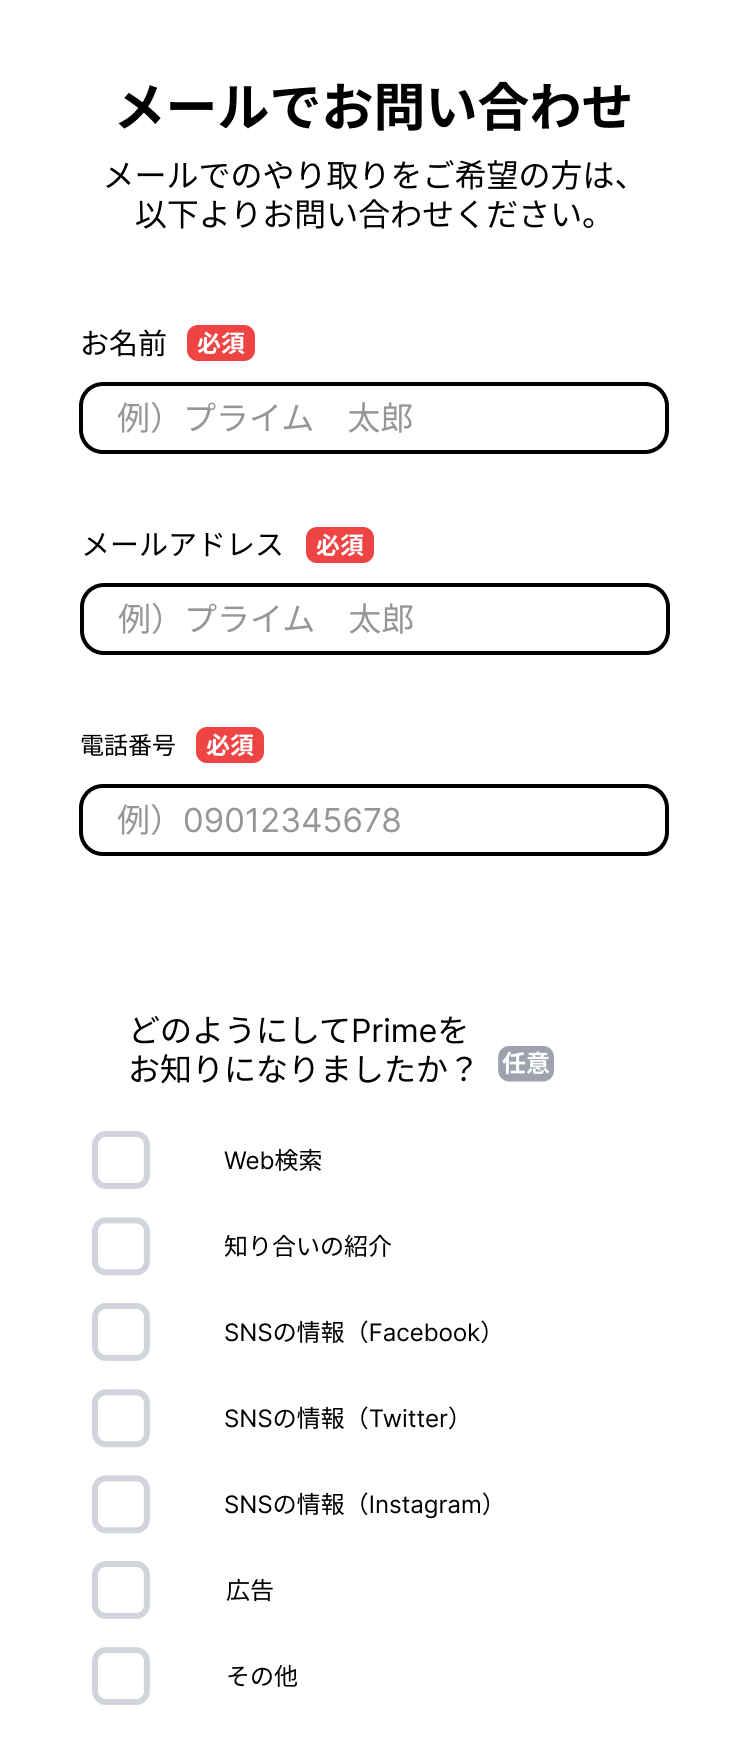 メールでお問い合わせ
メールでのやり取りをご希望の方は、
以下よりお問い合わせください。
お名前 必須
例）プライム　太郎
メールアドレス 必須
例）プライム　太郎
電話番号 必須
例）09012345678
どのようにしてPrimeを
お知りになりましたか？ 任意
Web検索
知り合いの紹介
SNSの情報（Facebook）
SNSの情報（Twitter）
SNSの情報（Instagram）
広告
その他